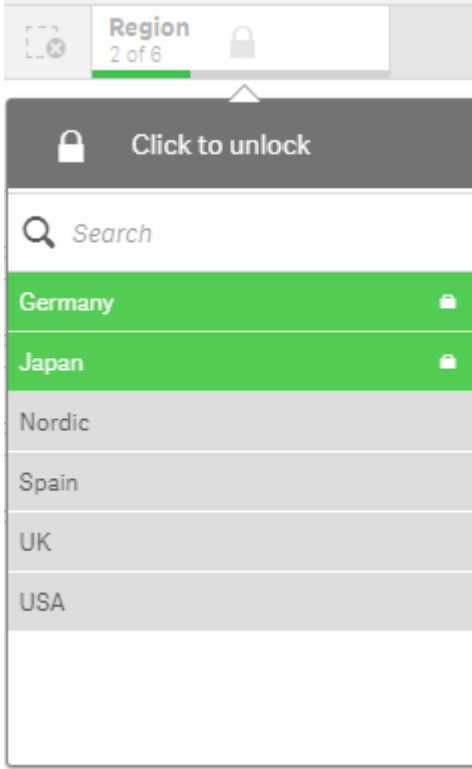 Region
2 of 6
Click to unlock
Search
Germany
Japan
Nordic
Spain
UK
USA